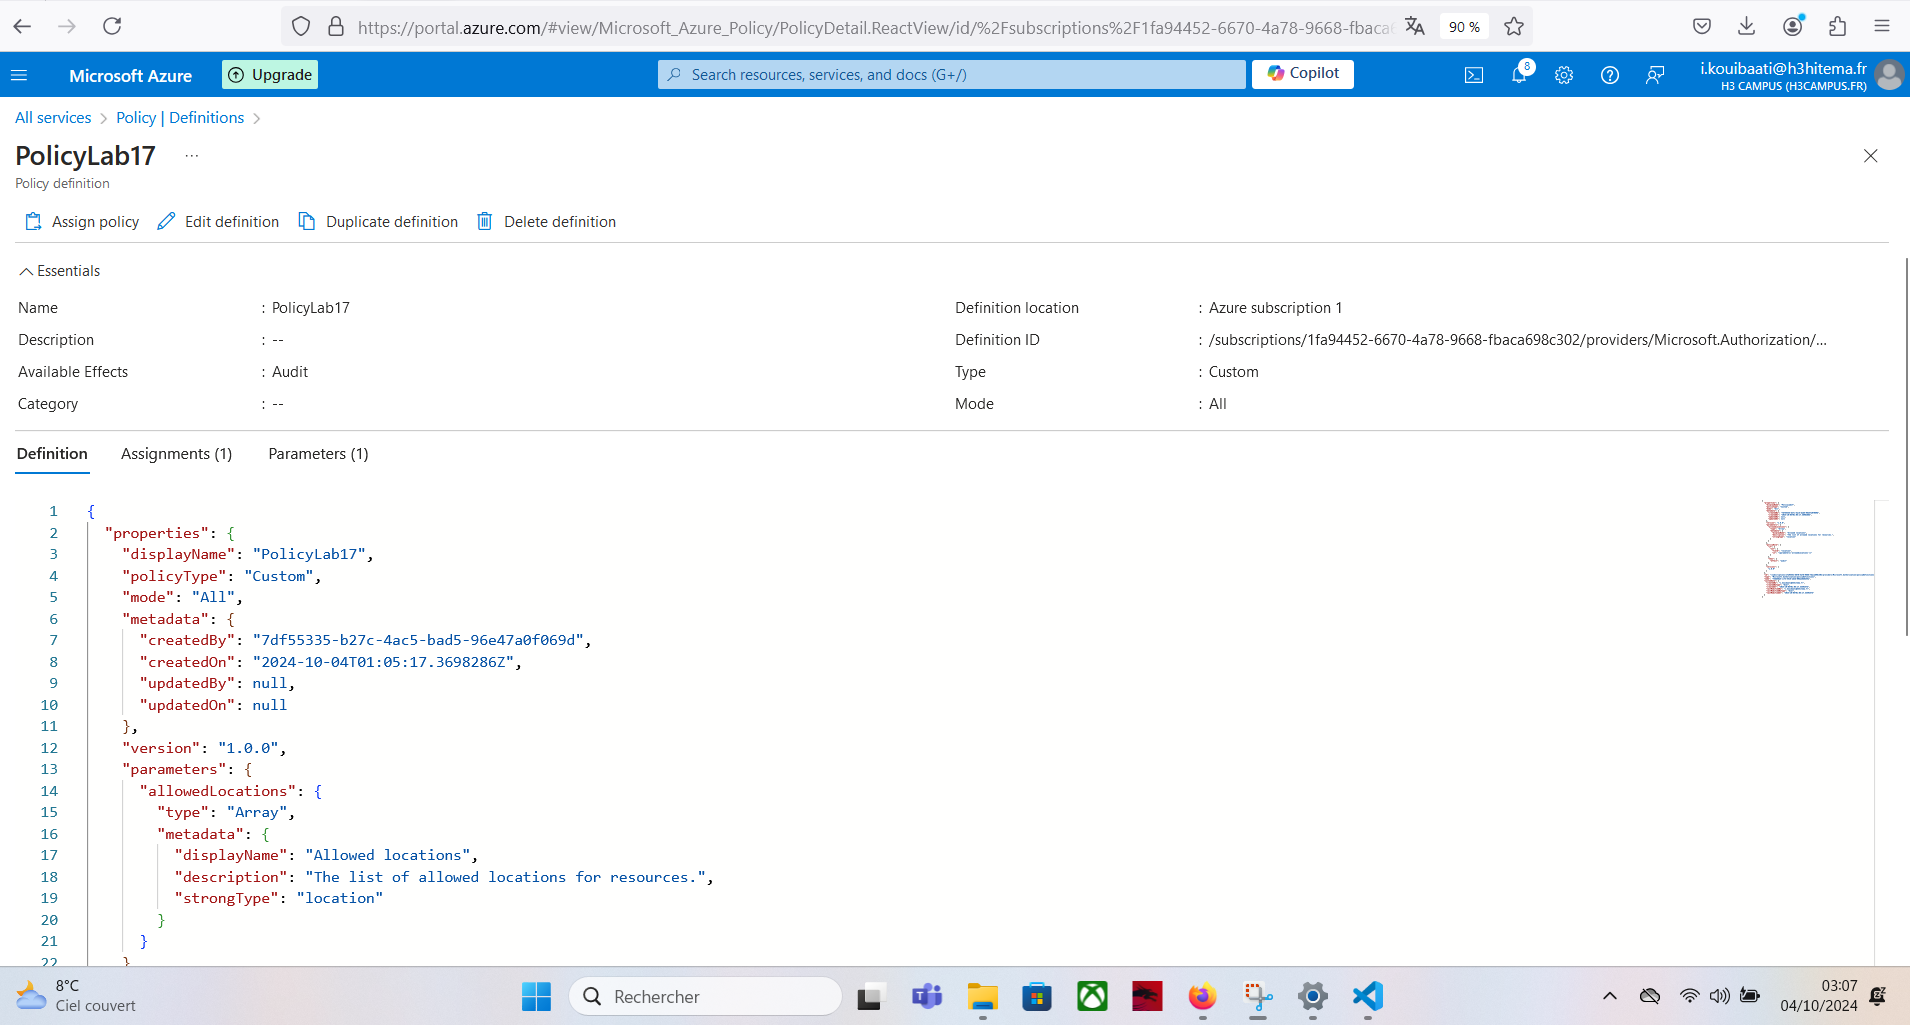 https://portal.azure.com/#view/Microsoft_Azure_Policy/PolicyDetail.ReactView/id/%2Fsubscriptions%2F1fa94452-6670-4a78-9668-fbaca6
90 %
Microsoft Azure
Upgrade
Search resources, services, and docs (G+/)
Copilot
8
i.kouibaati@h3hitema.fr
H3 CAMPUS (H3CAMPUS.FR)
All services > Policy | Definitions >
PolicyLab17 ...
Policy definition
Assign policy
Edit definition
Duplicate definition
Delete definition
Essentials
Name : PolicyLab17
Definition location : Azure subscription 1
Description : --
Definition ID : /subscriptions/1fa94452-6670-4a78-9668-fbaca698c302/providers/Microsoft.Authorization/...
Available Effects : Audit
Type : Custom
Category : --
Mode : All
Definition
Assignments (1)
Parameters (1)
1 {
2 "properties": {
3 "displayName": "PolicyLab17",
4 "policyType": "Custom",
5 "mode": "All",
6 "metadata": {
7 "createdBy": "7df55335-b27c-4ac5-bad5-96e47a0f069d",
8 "createdOn": "2024-10-04T01:05:17.3698286Z",
9 "updatedBy": null,
10 "updatedOn": null
11 },
12 "version": "1.0.0",
13 "parameters": {
14 "allowedLocations": {
15 "type": "Array",
16 "metadata": {
17 "displayName": "Allowed locations",
18 "description": "The list of allowed locations for resources.",
19 "strongType": "location"
20 }
21 }
22 }
8°C
Ciel couvert
Rechercher
03:07
04/10/2024